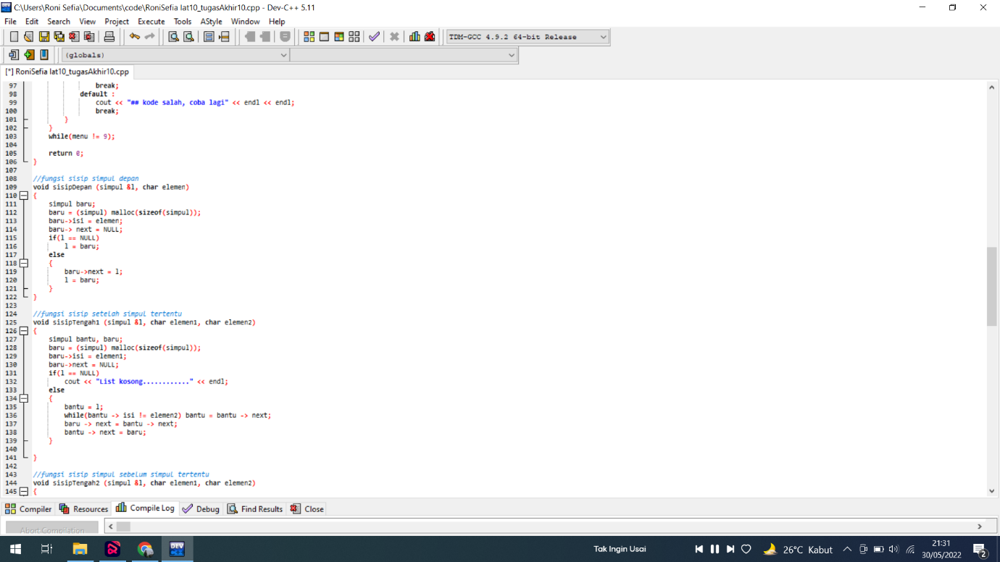 C:\Users\Roni Sefia\Documents\code\RoniSefia lat10_tugasAkhir10.cpp - Dev-C++ 5.11
File Edit Search View Project Execute Tools AStyle Window Help
TDM-GCC 4.9.2 64-bit Release
(globals)
[*] RoniSefia lat10_tugasAkhir10.cpp
97 break;
98 default :
99 cout << "## kode salah, coba lagi" << endl << endl;
100 break;
101 }
102 }
103 while(menu != 9);
104
105 return 0;
106 }
107
108 //fungsi sisip simpul depan
109 void sisipDepan (simpul &l, char elemen)
110 {
111 simpul baru;
112 baru = (simpul) malloc(sizeof(simpul));
113 baru->isi = elemen;
114 baru-> next = NULL;
115 if(l == NULL)
116 l = baru;
117 else
118 {
119 baru->next = l;
120 l = baru;
121 }
122 }
123
124 //fungsi sisip setelah simpul tertentu
125 void sisipTengah1 (simpul &l, char elemen1, char elemen2)
126 {
127 simpul bantu, baru;
128 baru = (simpul) malloc(sizeof(simpul));
129 baru->isi = elemen1;
130 baru->next = NULL;
131 if(l == NULL)
132 cout << "List kosong............" << endl;
133 else
134 {
135 bantu = l;
136 while(bantu -> isi != elemen2) bantu = bantu -> next;
137 baru -> next = bantu -> next;
138 bantu -> next = baru;
139 }
140
141 }
142
143 //fungsi sisip simpul sebelum simpul tertentu
144 void sisipTengah2 (simpul &l, char elemen1, char elemen2)
145 {
Compiler Resources Compile Log Debug Find Results Close
Abort Compilation
DEV C++
Tak Ingin Usai
26°C Kabut
21:31
30/05/2022
2